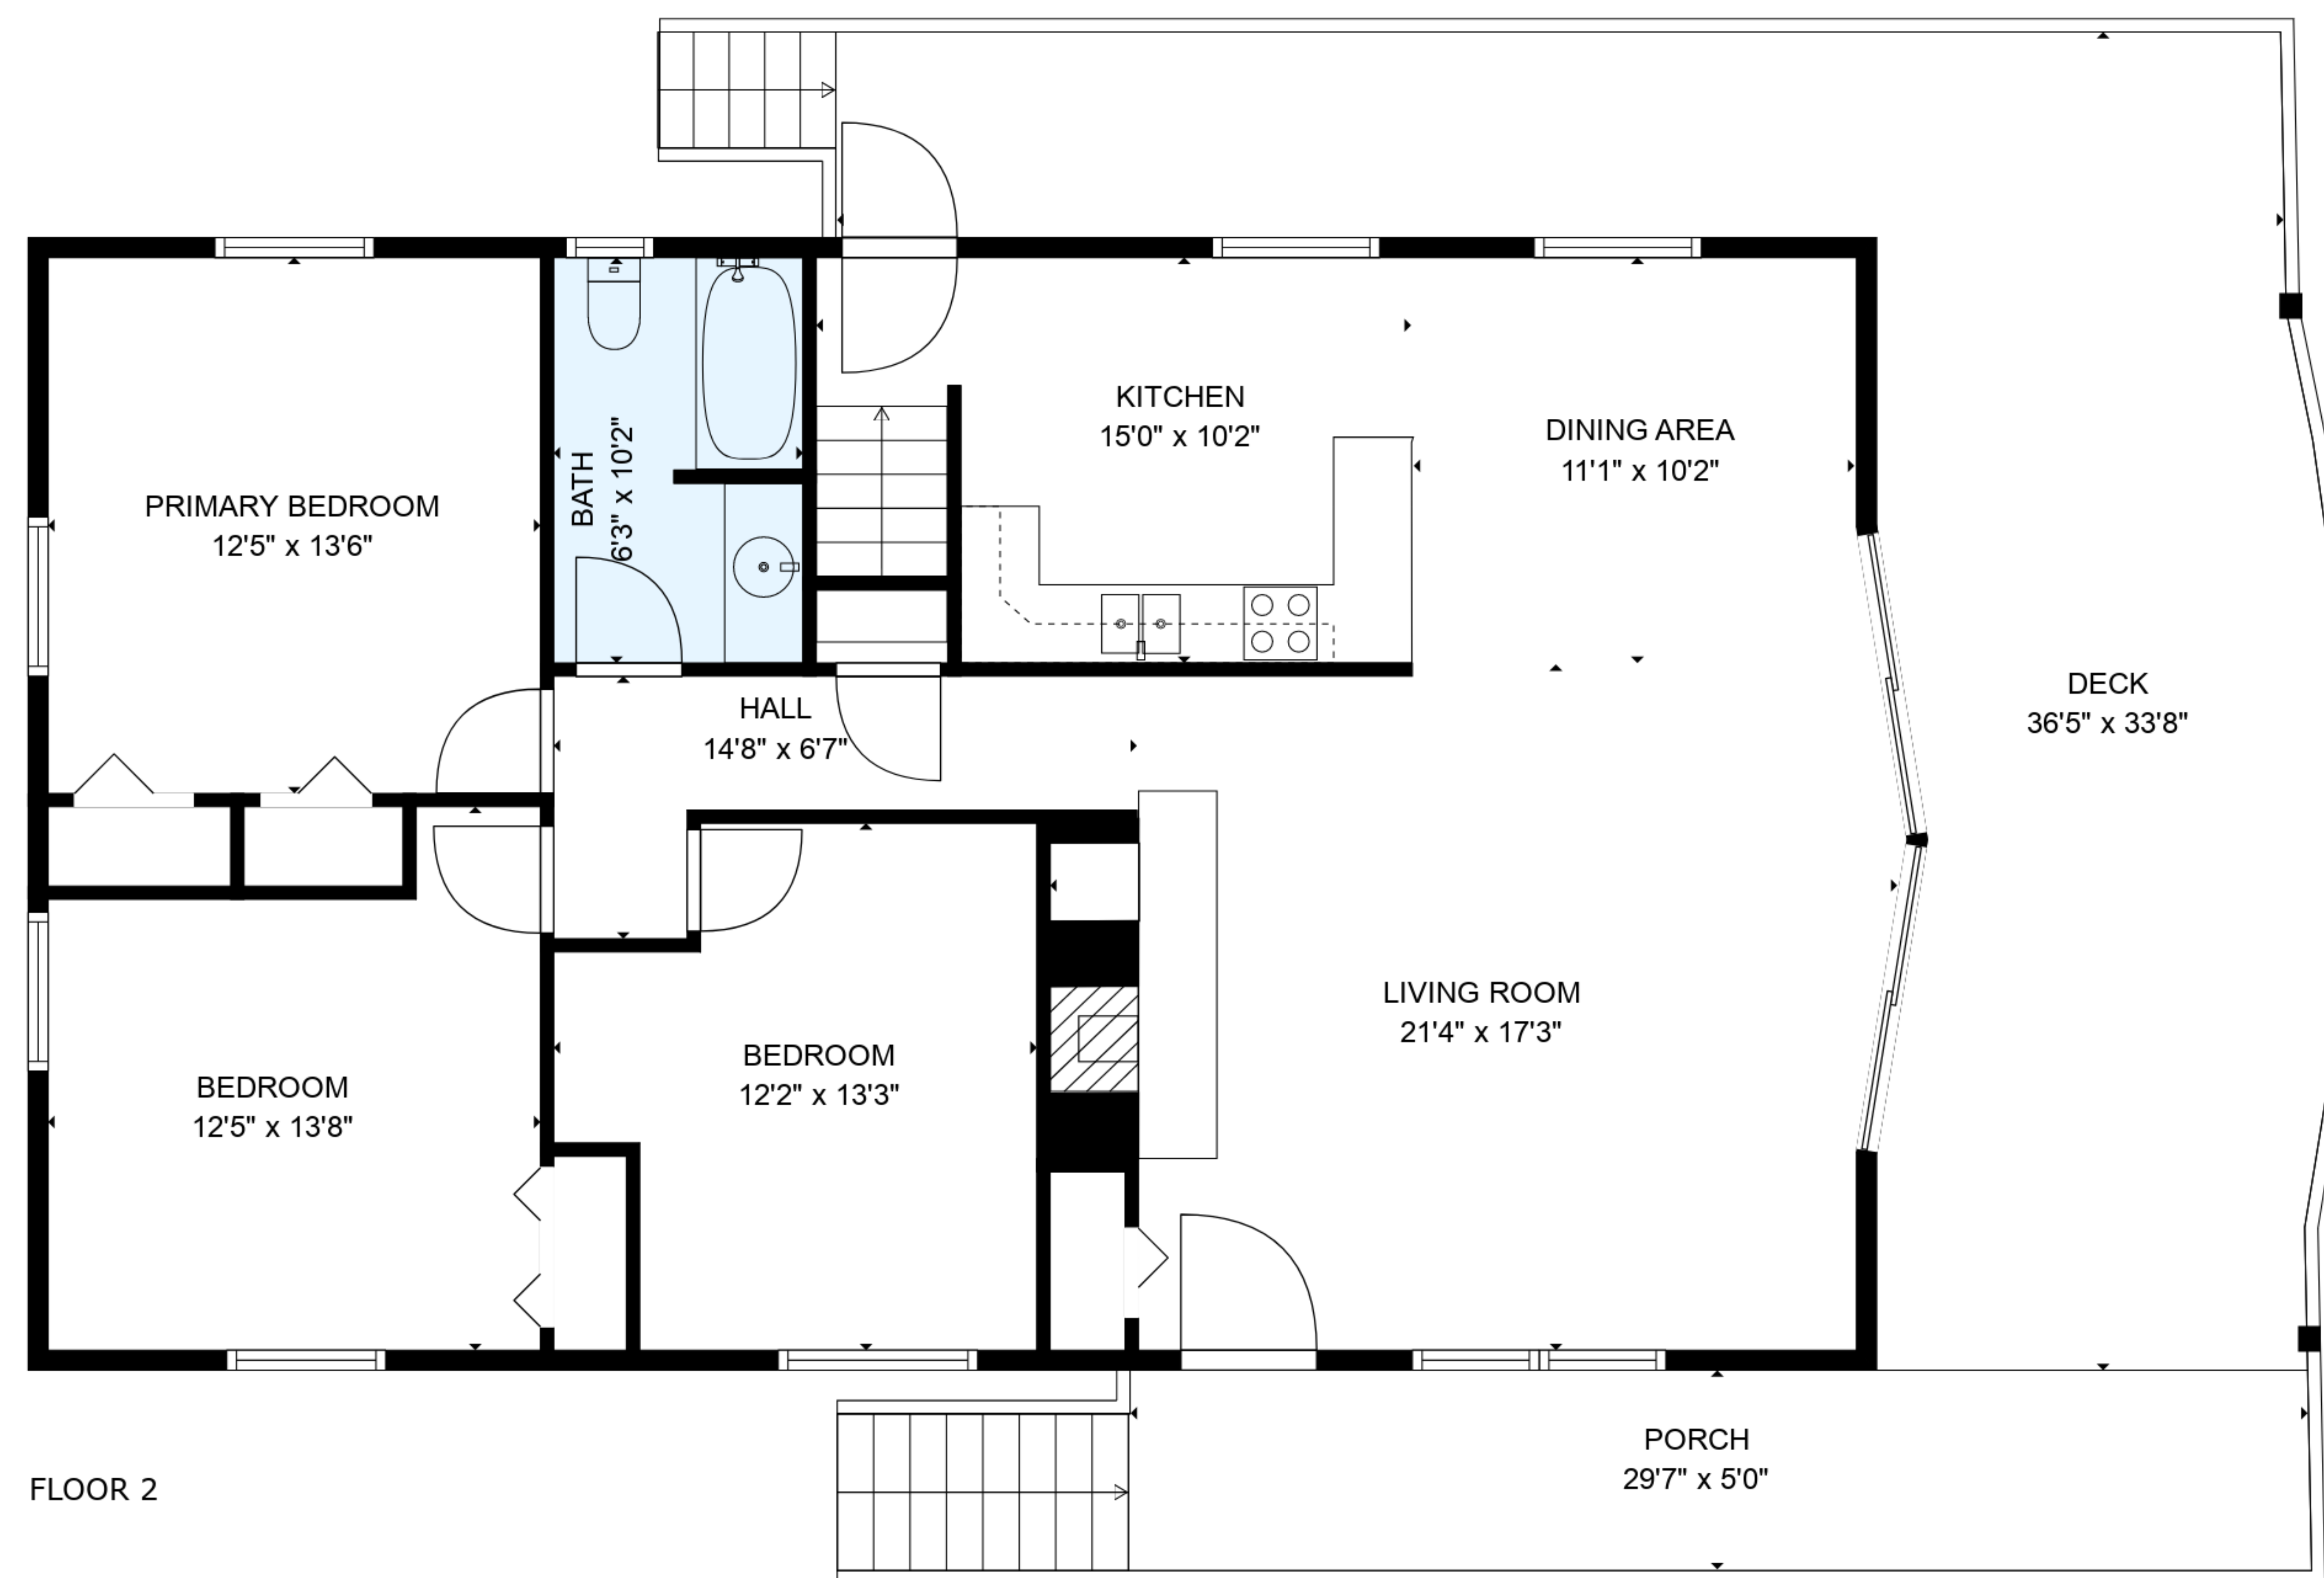 KITCHEN
15'0" x 10'2"
DINING AREA
11'1" x 10'2"
BATH
6'3" x 10'2"
PRIMARY BEDROOM
12'5" x 13'6"
HALL
14'8" x 6'7"
DECK
36'5" x 33'8"
LIVING ROOM
21'4" x 17'3"
BEDROOM
12'2" x 13'3"
BEDROOM
12'5" x 13'8"
PORCH
29'7" x 5'0"
FLOOR 2